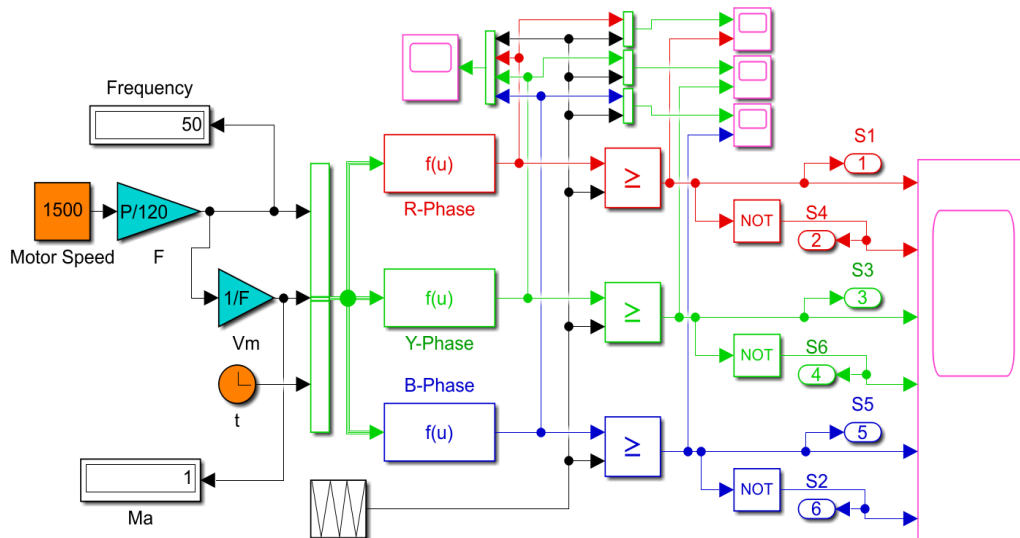 Frequency
50
1500
Motor Speed
P/120
F
1/F
Vm
t
1
Ma
f(u)
R-Phase
f(u)
Y-Phase
B-Phase
f(u)
≥
≥
≥
S1
1
NOT
S4
2
S3
3
NOT
S6
4
S5
5
NOT
S2
6